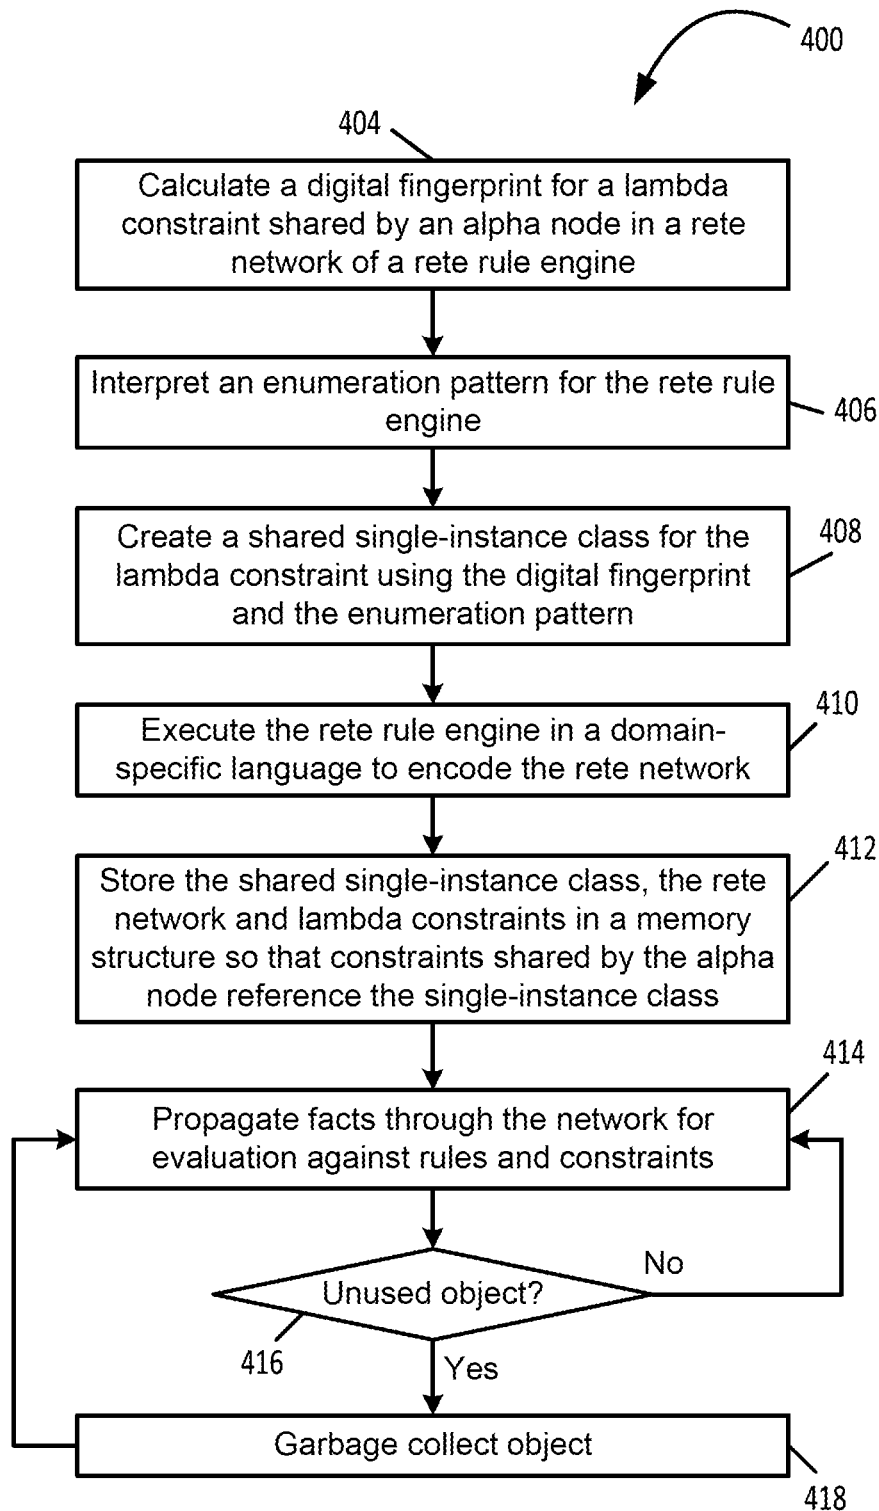 400
404
Calculate a digital fingerprint for a lambda
constraint shared by an alpha node in a rete
network of a rete rule engine
Interpret an enumeration pattern for the rete rule
engine
406
Create a shared single-instance class for the
lambda constraint using the digital fingerprint
and the enumeration pattern
408
Execute the rete rule engine in a domain-
specific language to encode the rete network
410
Store the shared single-instance class, the rete
network and lambda constraints in a memory
structure so that constraints shared by the alpha
node reference the single-instance class
412
Propagate facts through the network for
evaluation against rules and constraints
414
Unused object?
No
416
Yes
Garbage collect object
418